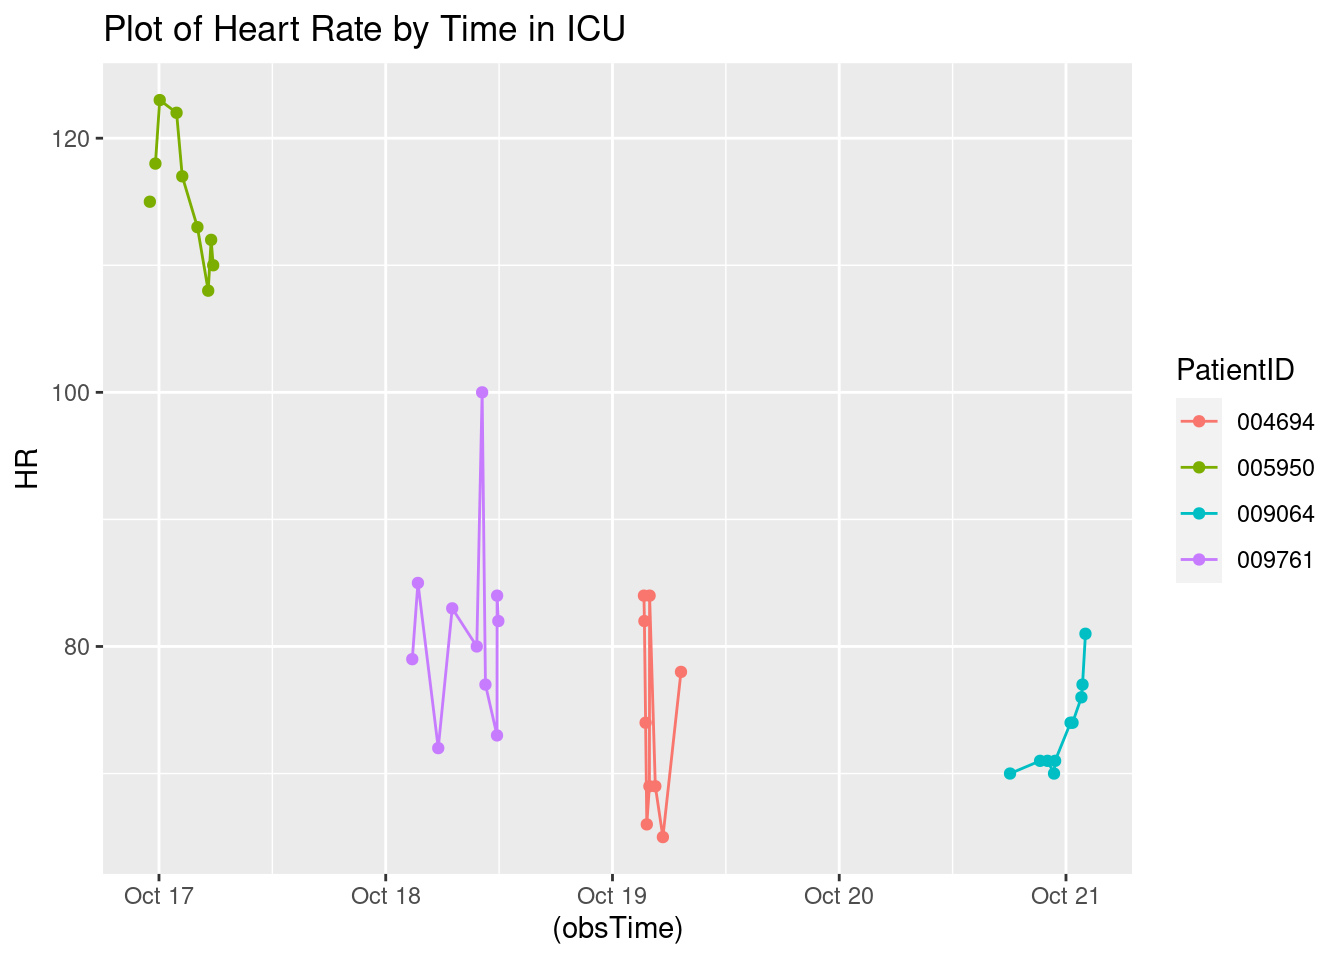 Plot of Heart Rate by Time in ICU
120
100
80
HR
Oct 17
Oct 18
Oct 19
Oct 20
Oct 21
(obsTime)
PatientID
004694
005950
009064
009761